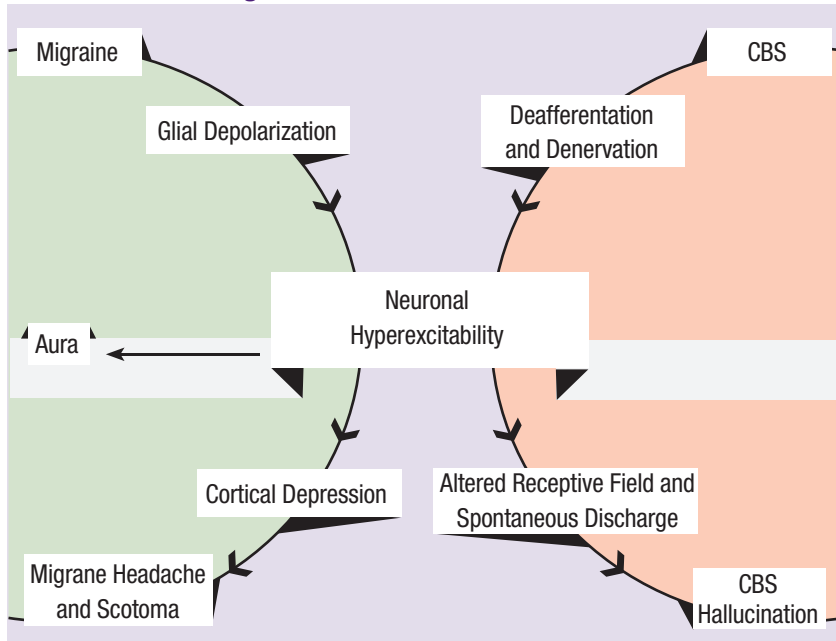 Migraine
CBS
Glial Depolarization
Deafferentation
and Denervation
Neuronal
Hyperexcitability
Aura
Cortical Depression
Altered Receptive Field and
Spontaneous Discharge
Migrane Headache
and Scotoma
CBS
Hallucination